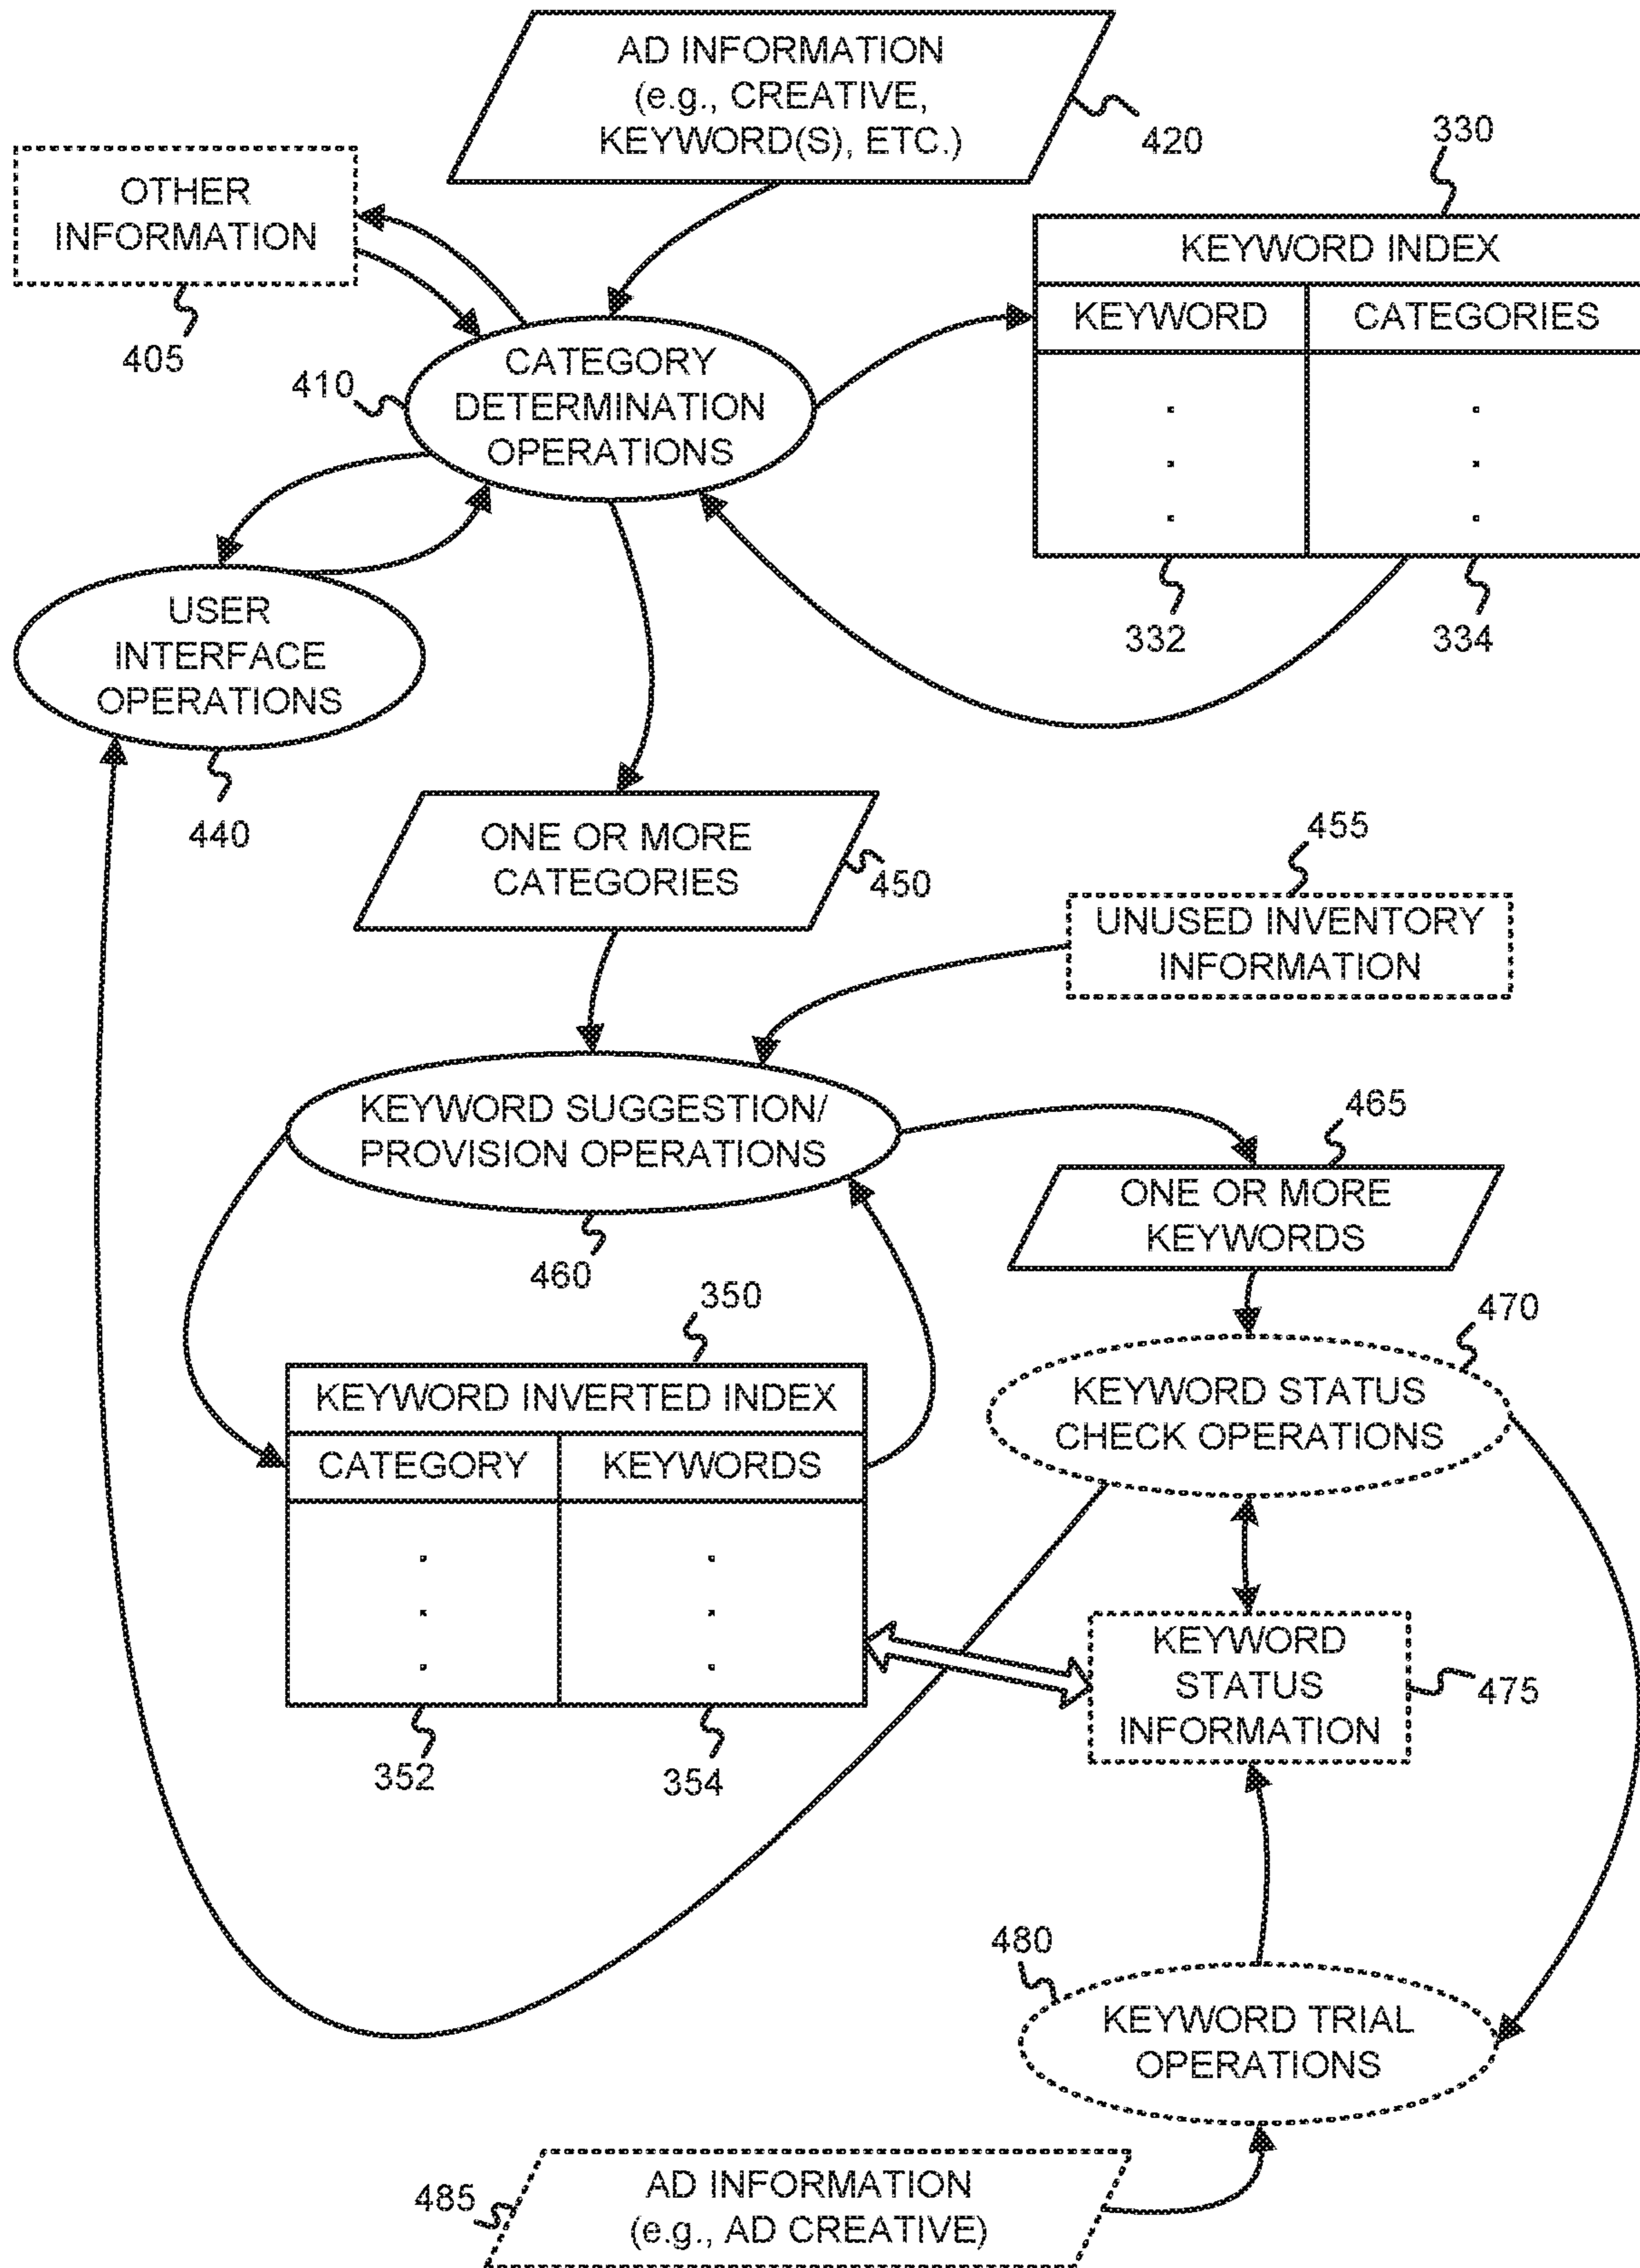 AD INFORMATION
(e.g., CREATIVE,
KEYWORD(S), ETC.)
420
330
OTHER
INFORMATION
405
KEYWORD INDEX
KEYWORD
CATEGORIES
410
CATEGORY
DETERMINATION
OPERATIONS
332
334
USER
INTERFACE
OPERATIONS
440
ONE OR MORE
CATEGORIES
450
455
UNUSED INVENTORY
INFORMATION
KEYWORD SUGGESTION/
PROVISION OPERATIONS
460
465
ONE OR MORE
KEYWORDS
350
KEYWORD INVERTED INDEX
CATEGORY
KEYWORDS
352
354
470
KEYWORD STATUS
CHECK OPERATIONS
KEYWORD
STATUS
INFORMATION
475
480
KEYWORD TRIAL
OPERATIONS
485
AD INFORMATION
(e.g., AD CREATIVE)